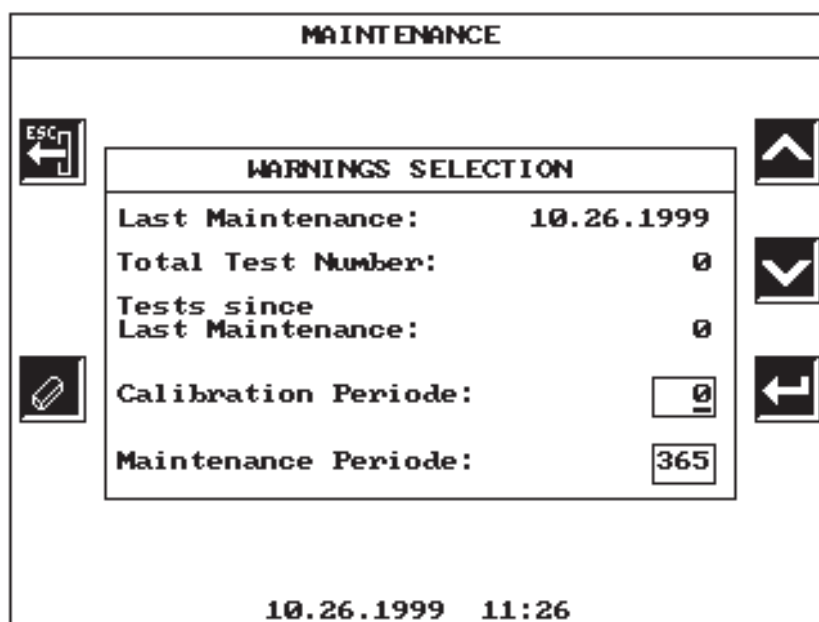 MAINTENANCE
ESC
WARNINGS SELECTION
Last Maintenance: 10.26.1999
Total Test Number: 0
Tests since
Last Maintenance: 0
Calibration Periode: 0
Maintenance Periode: 365
10.26.1999 11:26